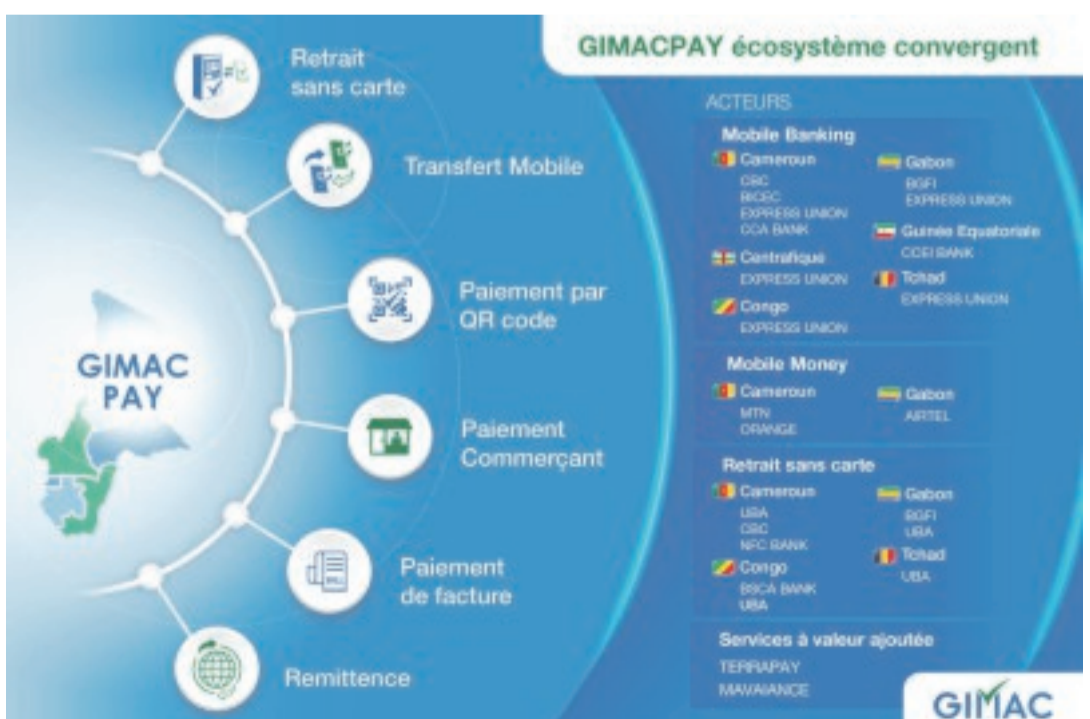 GIMACPAY écosystème convergent
Retrait
sans carte
Transfert Mobile
Paiement par
QR code
GIMAC
PAY
Paiement
Commerçant
Paiement
de facture
Remittence
ACTEURS
Mobile Banking
Cameroun
CBC
BICEC
EXPRESS UNION
CCA BANK
Centrafique
EXPRESS UNION
Congo
EXPRESS UNION
Gabon
BGFI
EXPRESS UNION
Guinée Equatoriale
CCEI BANK
Tchad
EXPRESS UNION
Mobile Money
Cameroun
MTN
ORANGE
Gabon
AIRTEL
Retrait sans carte
Cameroun
UBA
CBC
NFC BANK
Congo
BSCA BANK
UBA
Gabon
BGFI
UBA
Tchad
UBA
Services à valeur ajoutée
TERRAPAY
MAVAIANCE
GIMAC